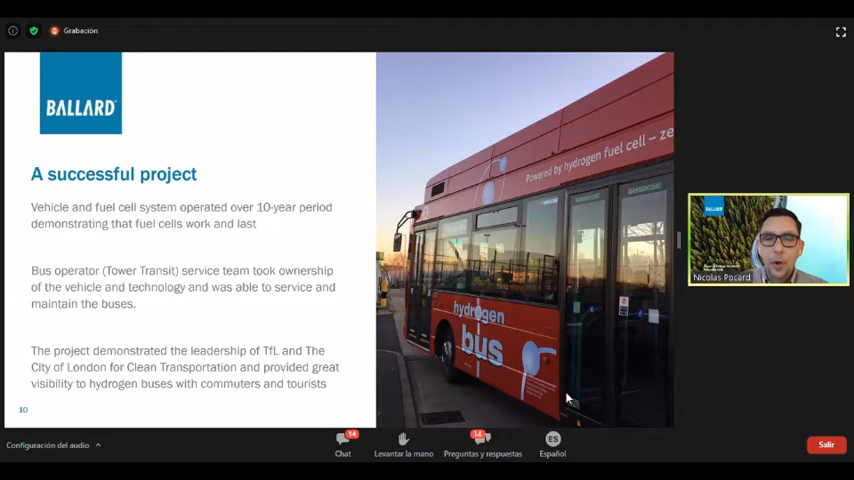 Grabación
BALLARD
A successful project
Vehicle and fuel cell system operated over 10-year period
demonstrating that fuel cells work and last
Bus operator (Tower Transit) service team took ownership
of the vehicle and technology and was able to service and
maintain the buses.
The project demonstrated the leadership of TfL and The
City of London for Clean Transportation and provided great
visibility to hydrogen buses with commuters and tourists
10
Powered by hydrogen fuel cell – ze
hydrogen
bus
BALLARD
Nicolas Pocard
Configuración del audio
14
Chat
Levantar la mano
14
Preguntas y respuestas
ES
Español
Salir